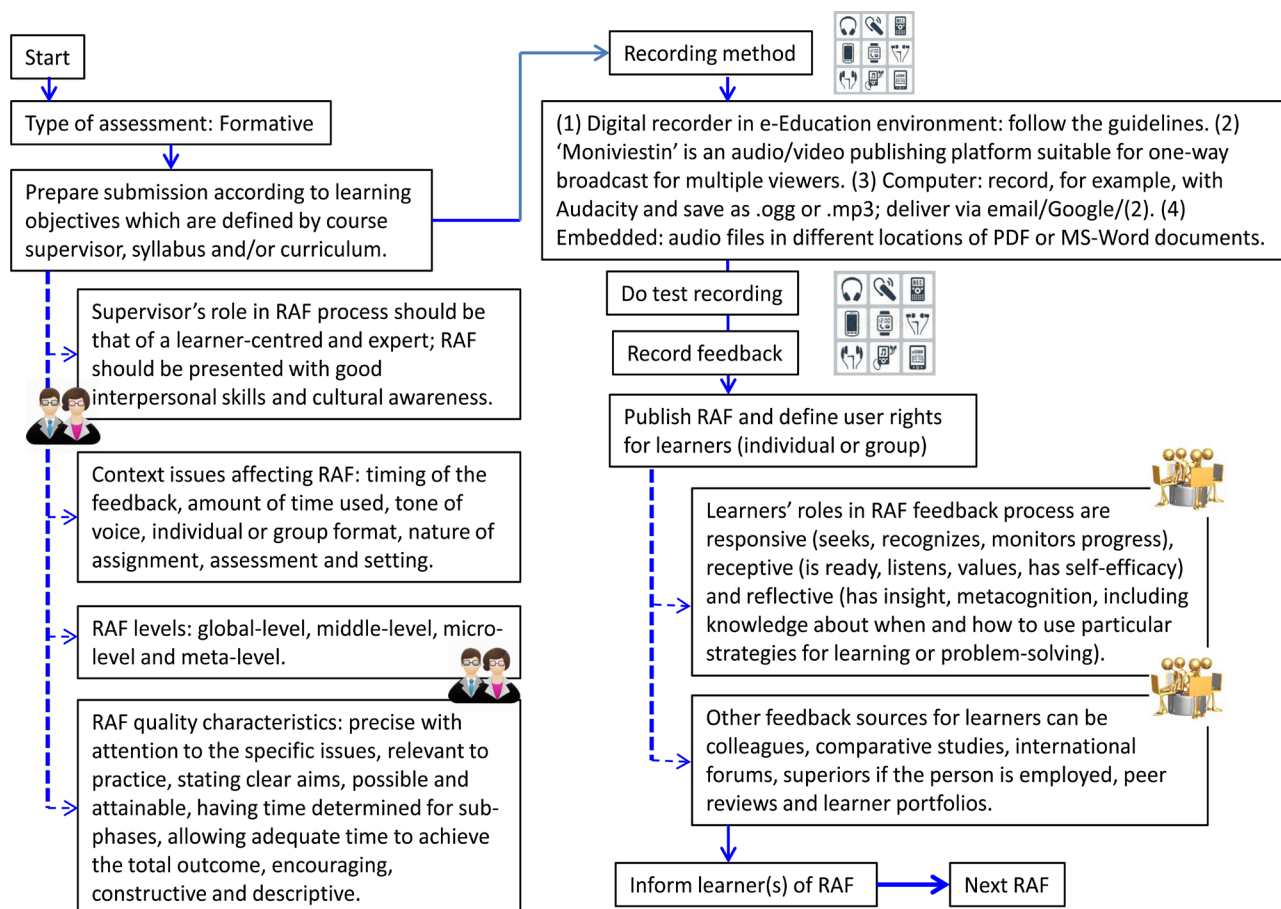 Start
Type of assessment: Formative
Prepare submission according to learning
objectives which are defined by course
supervisor, syllabus and/or curriculum.
Supervisor’s role in RAF process should be
that of a learner-centred and expert; RAF
should be presented with good
interpersonal skills and cultural awareness.
Context issues affecting RAF: timing of the
feedback, amount of time used, tone of
voice, individual or group format, nature of
assignment, assessment and setting.
RAF levels: global-level, middle-level, micro-
level and meta-level.
RAF quality characteristics: precise with
attention to the specific issues, relevant to
practice, stating clear aims, possible and
attainable, having time determined for sub-
phases, allowing adequate time to achieve
the total outcome, encouraging,
constructive and descriptive.
Recording method
(1) Digital recorder in e-Education environment: follow the guidelines. (2)
‘Moniviestin’ is an audio/video publishing platform suitable for one-way
broadcast for multiple viewers. (3) Computer: record, for example, with
Audacity and save as .ogg or .mp3; deliver via email/Google/(2). (4)
Embedded: audio files in different locations of PDF or MS-Word documents.
Do test recording
Record feedback
Publish RAF and define user rights
for learners (individual or group)
Learners’ roles in RAF feedback process are
responsive (seeks, recognizes, monitors progress),
receptive (is ready, listens, values, has self-efficacy)
and reflective (has insight, metacognition, including
knowledge about when and how to use particular
strategies for learning or problem-solving).
Other feedback sources for learners can be
colleagues, comparative studies, international
forums, superiors if the person is employed, peer
reviews and learner portfolios.
Inform learner(s) of RAF
Next RAF